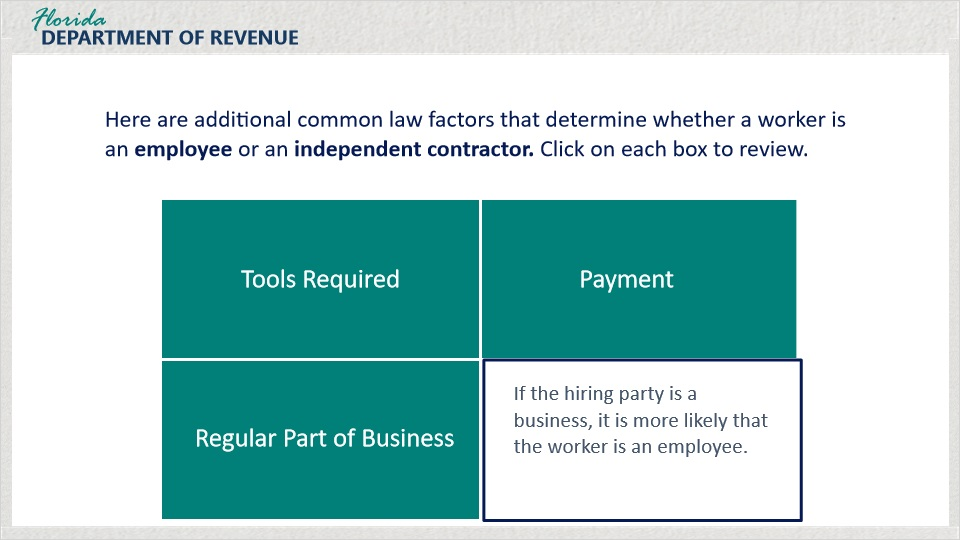 Florida
DEPARTMENT OF REVENUE
Here are additional common law factors that determine whether a worker is
an employee or an independent contractor. Click on each box to review.
Tools Required
Payment
Regular Part of Business
If the hiring party is a
business, it is more likely that
the worker is an employee.